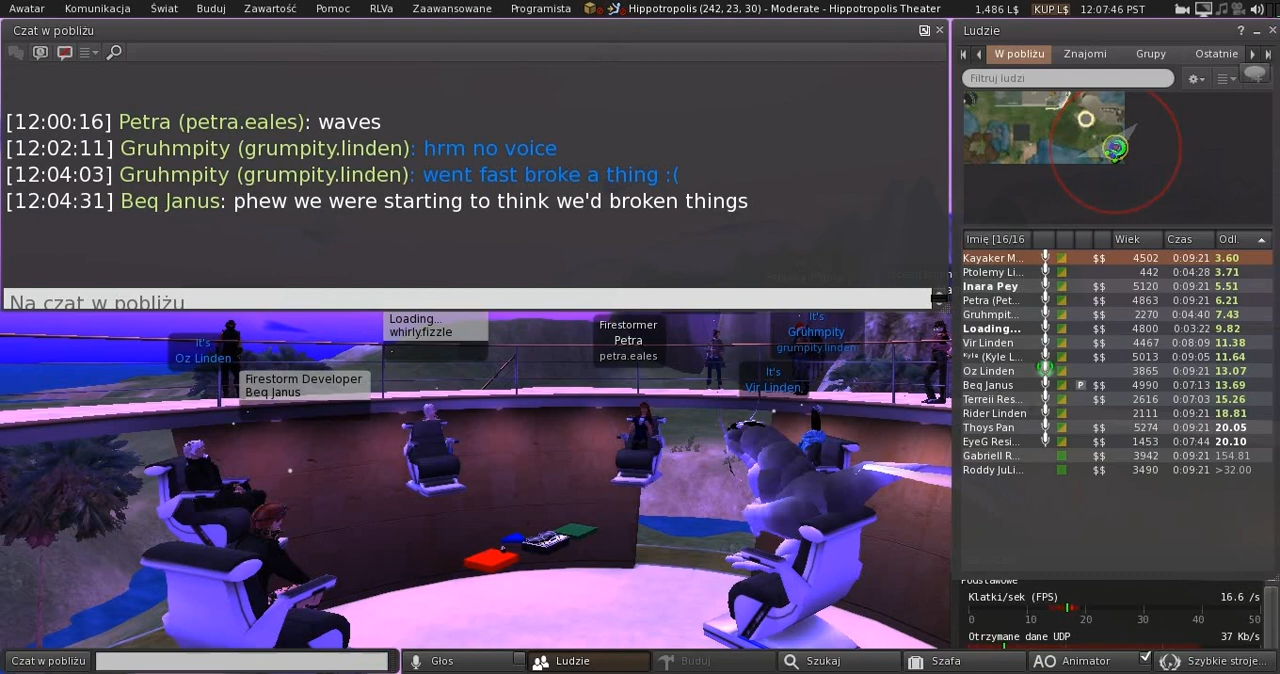 Awatar Komunikacja Świat Buduj Zawartość Pomoc RLVa Zaawansowane Programista Hippotropolis (242, 23, 30) - Moderate - Hippotropolis Theater 1,486 L$ KUP L$ 12:07:46 PST
Czat w pobliżu
[12:00:16] Petra (petra.eales): waves
[12:02:11] Gruhmpity (grumpity.linden): hrm no voice
[12:04:03] Gruhmpity (grumpity.linden): went fast broke a thing :(
[12:04:31] Beq Janus: phew we were starting to think we'd broken things
Na czat w pobliżu
Loading...
whirly.fizzle
It's
Oz Linden
Firestorm Developer
Beq Janus
Firestormer
Petra
petra.eales
It's
Gruhmpity
grumpity.linden
It's
Vir Linden
Ludzie
W pobliżu Znajomi Grupy Ostatnie
Filtruj ludzi
Imię [16/16 Wiek Czas Odl.
Kayaker M... $$ 4502 0:09:21 3.60
Ptolemy Li... 442 0:04:28 3.71
Inara Pey $$ 5120 0:09:21 5.51
Petra (Pet... $$ 4863 0:09:21 6.21
Gruhmpit... $$ 2270 0:04:40 7.43
Loading... $$ 4800 0:03:22 9.82
Vir Linden $$ 4467 0:08:09 11.38
ᴷʸˡᵉ (Kyle L... $$ 5013 0:09:05 11.64
Oz Linden 3865 0:09:21 13.07
Beq Janus P $$ 4990 0:07:13 13.69
Terreii Res... $$ 2616 0:07:03 15.26
Rider Linden 2111 0:09:21 18.81
Thoys Pan $$ 5274 0:09:21 20.05
EyeG Resi... $$ 1453 0:07:44 20.10
Gabriell R... $$ 3942 0:09:21 154.81
Roddy JuLi... $$ 3490 0:09:21 >32.00
Podstawowe
Klatki/sek (FPS) 16.6 /s
0 10 20 30 40 50
Otrzymane dane UDP 37 Kb/s
Czat w pobliżu Głos Ludzie Buduj Szukaj Szafa AO Animator Szybkie stroje...